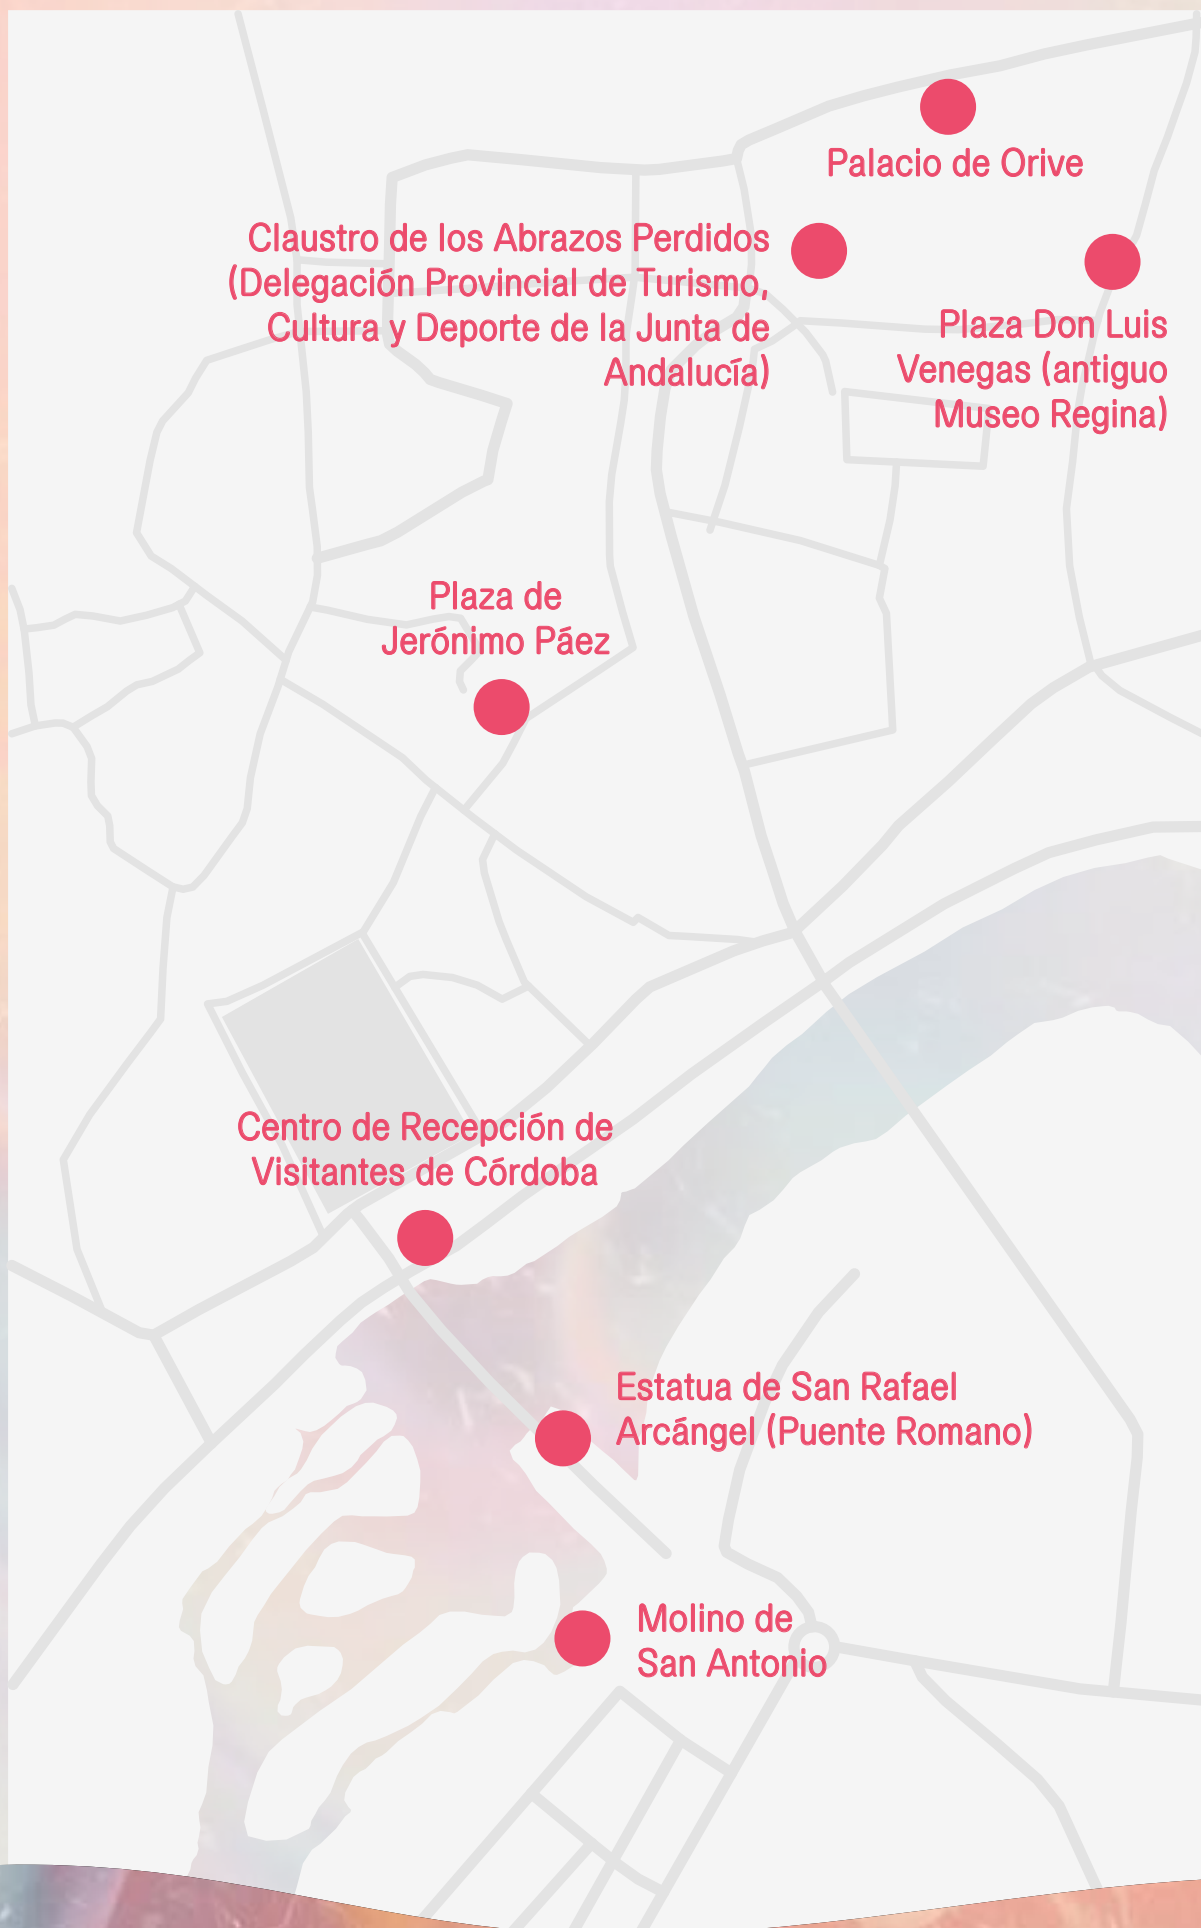 Palacio de Orive
Claustro de los Abrazos Perdidos
(Delegación Provincial de Turismo,
Cultura y Deporte de la Junta de
Andalucía)
Plaza Don Luis
Venegas (antiguo
Museo Regina)
Plaza de
Jerónimo Páez
Centro de Recepción de
Visitantes de Córdoba
Estatua de San Rafael
Arcángel (Puente Romano)
Molino de
San Antonio